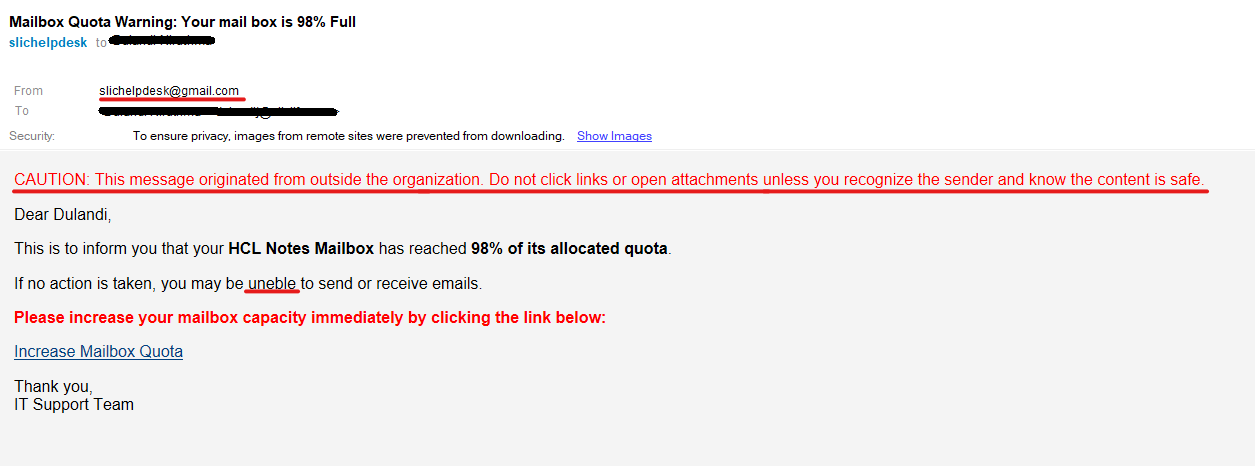 Mailbox Quota Warning: Your mail box is 98% Full
slichelpdesk to
From slichelpdesk@gmail.com
To
Security: To ensure privacy, images from remote sites were prevented from downloading. Show Images
CAUTION: This message originated from outside the organization. Do not click links or open attachments unless you recognize the sender and know the content is safe.
Dear Dulandi,
This is to inform you that your HCL Notes Mailbox has reached 98% of its allocated quota.
If no action is taken, you may be uneble to send or receive emails.
Please increase your mailbox capacity immediately by clicking the link below:
Increase Mailbox Quota
Thank you,
IT Support Team